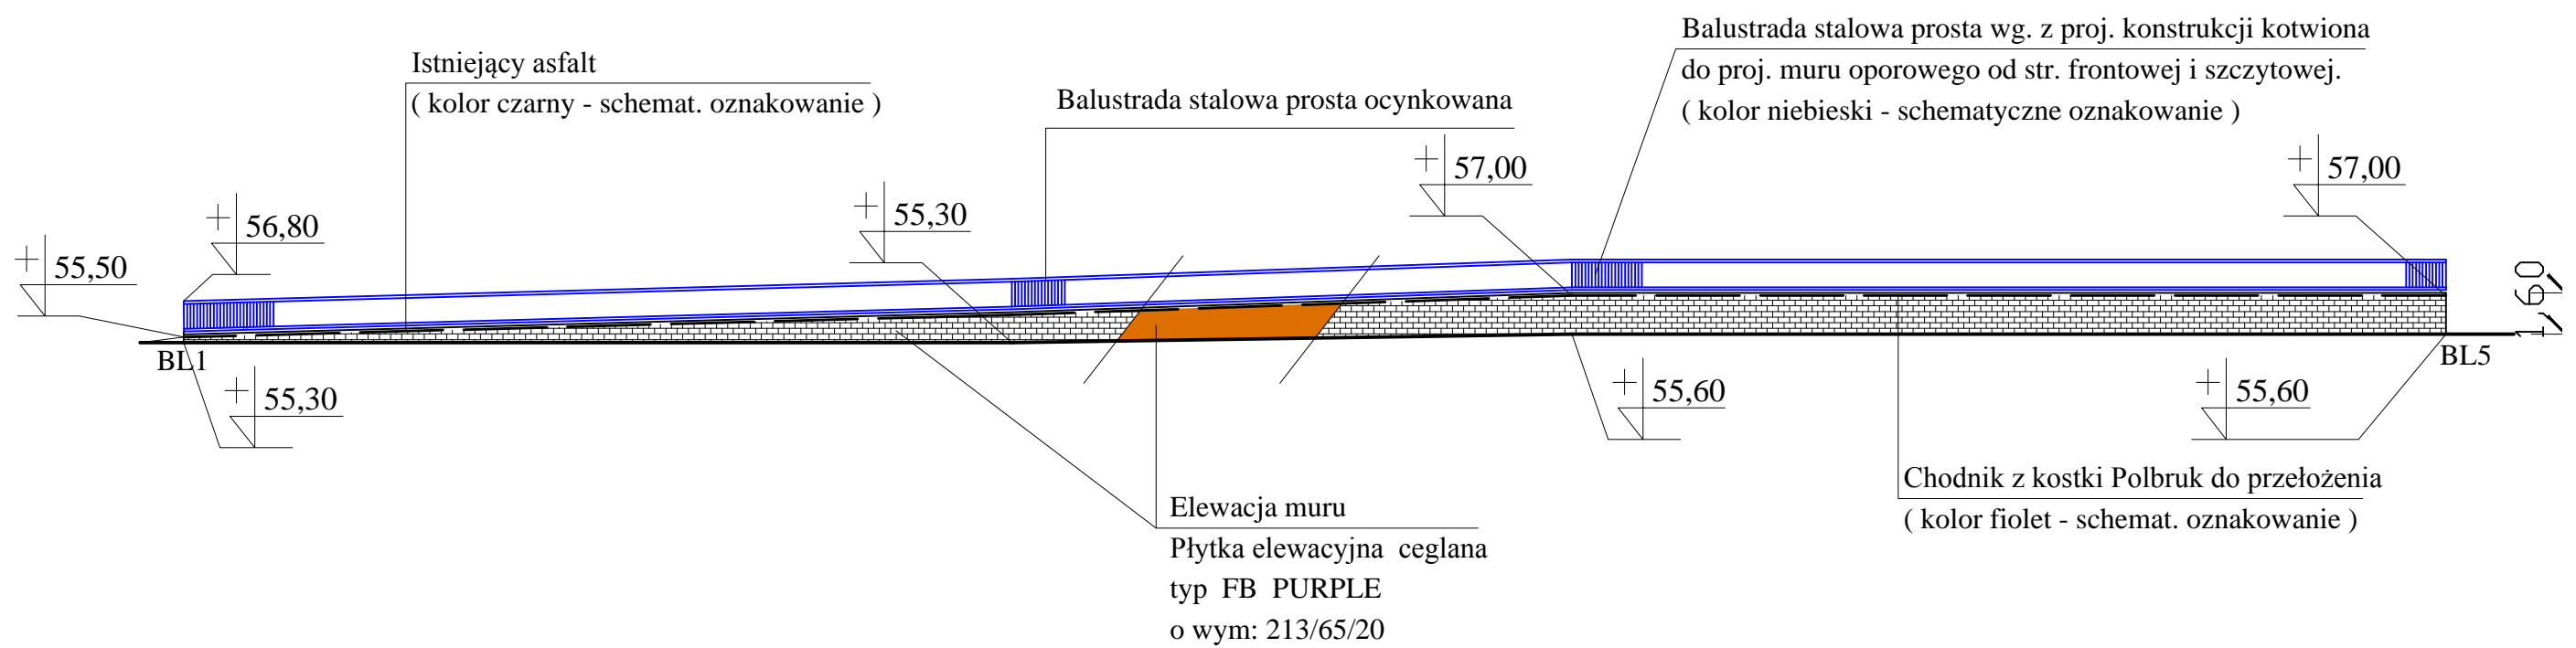 Balustrada stalowa prosta wg. z proj. konstrukcji kotwiona
do proj. muru oporowego od str. frontowej i szczytowej.
( kolor niebieski - schematyczne oznakowanie )
Istniejący asfalt
( kolor czarny - schemat. oznakowanie )
Balustrada stalowa prosta ocynkowana
+ 57,00
+ 57,00
+ 55,30
+ 56,80
+ 55,50
1,60
BL1
BL5
+ 55,30
+ 55,60
+ 55,60
Chodnik z kostki Polbruk do przełożenia
( kolor fiolet - schemat. oznakowanie )
Elewacja muru
Płytka elewacyjna ceglana
typ FB PURPLE
o wym: 213/65/20